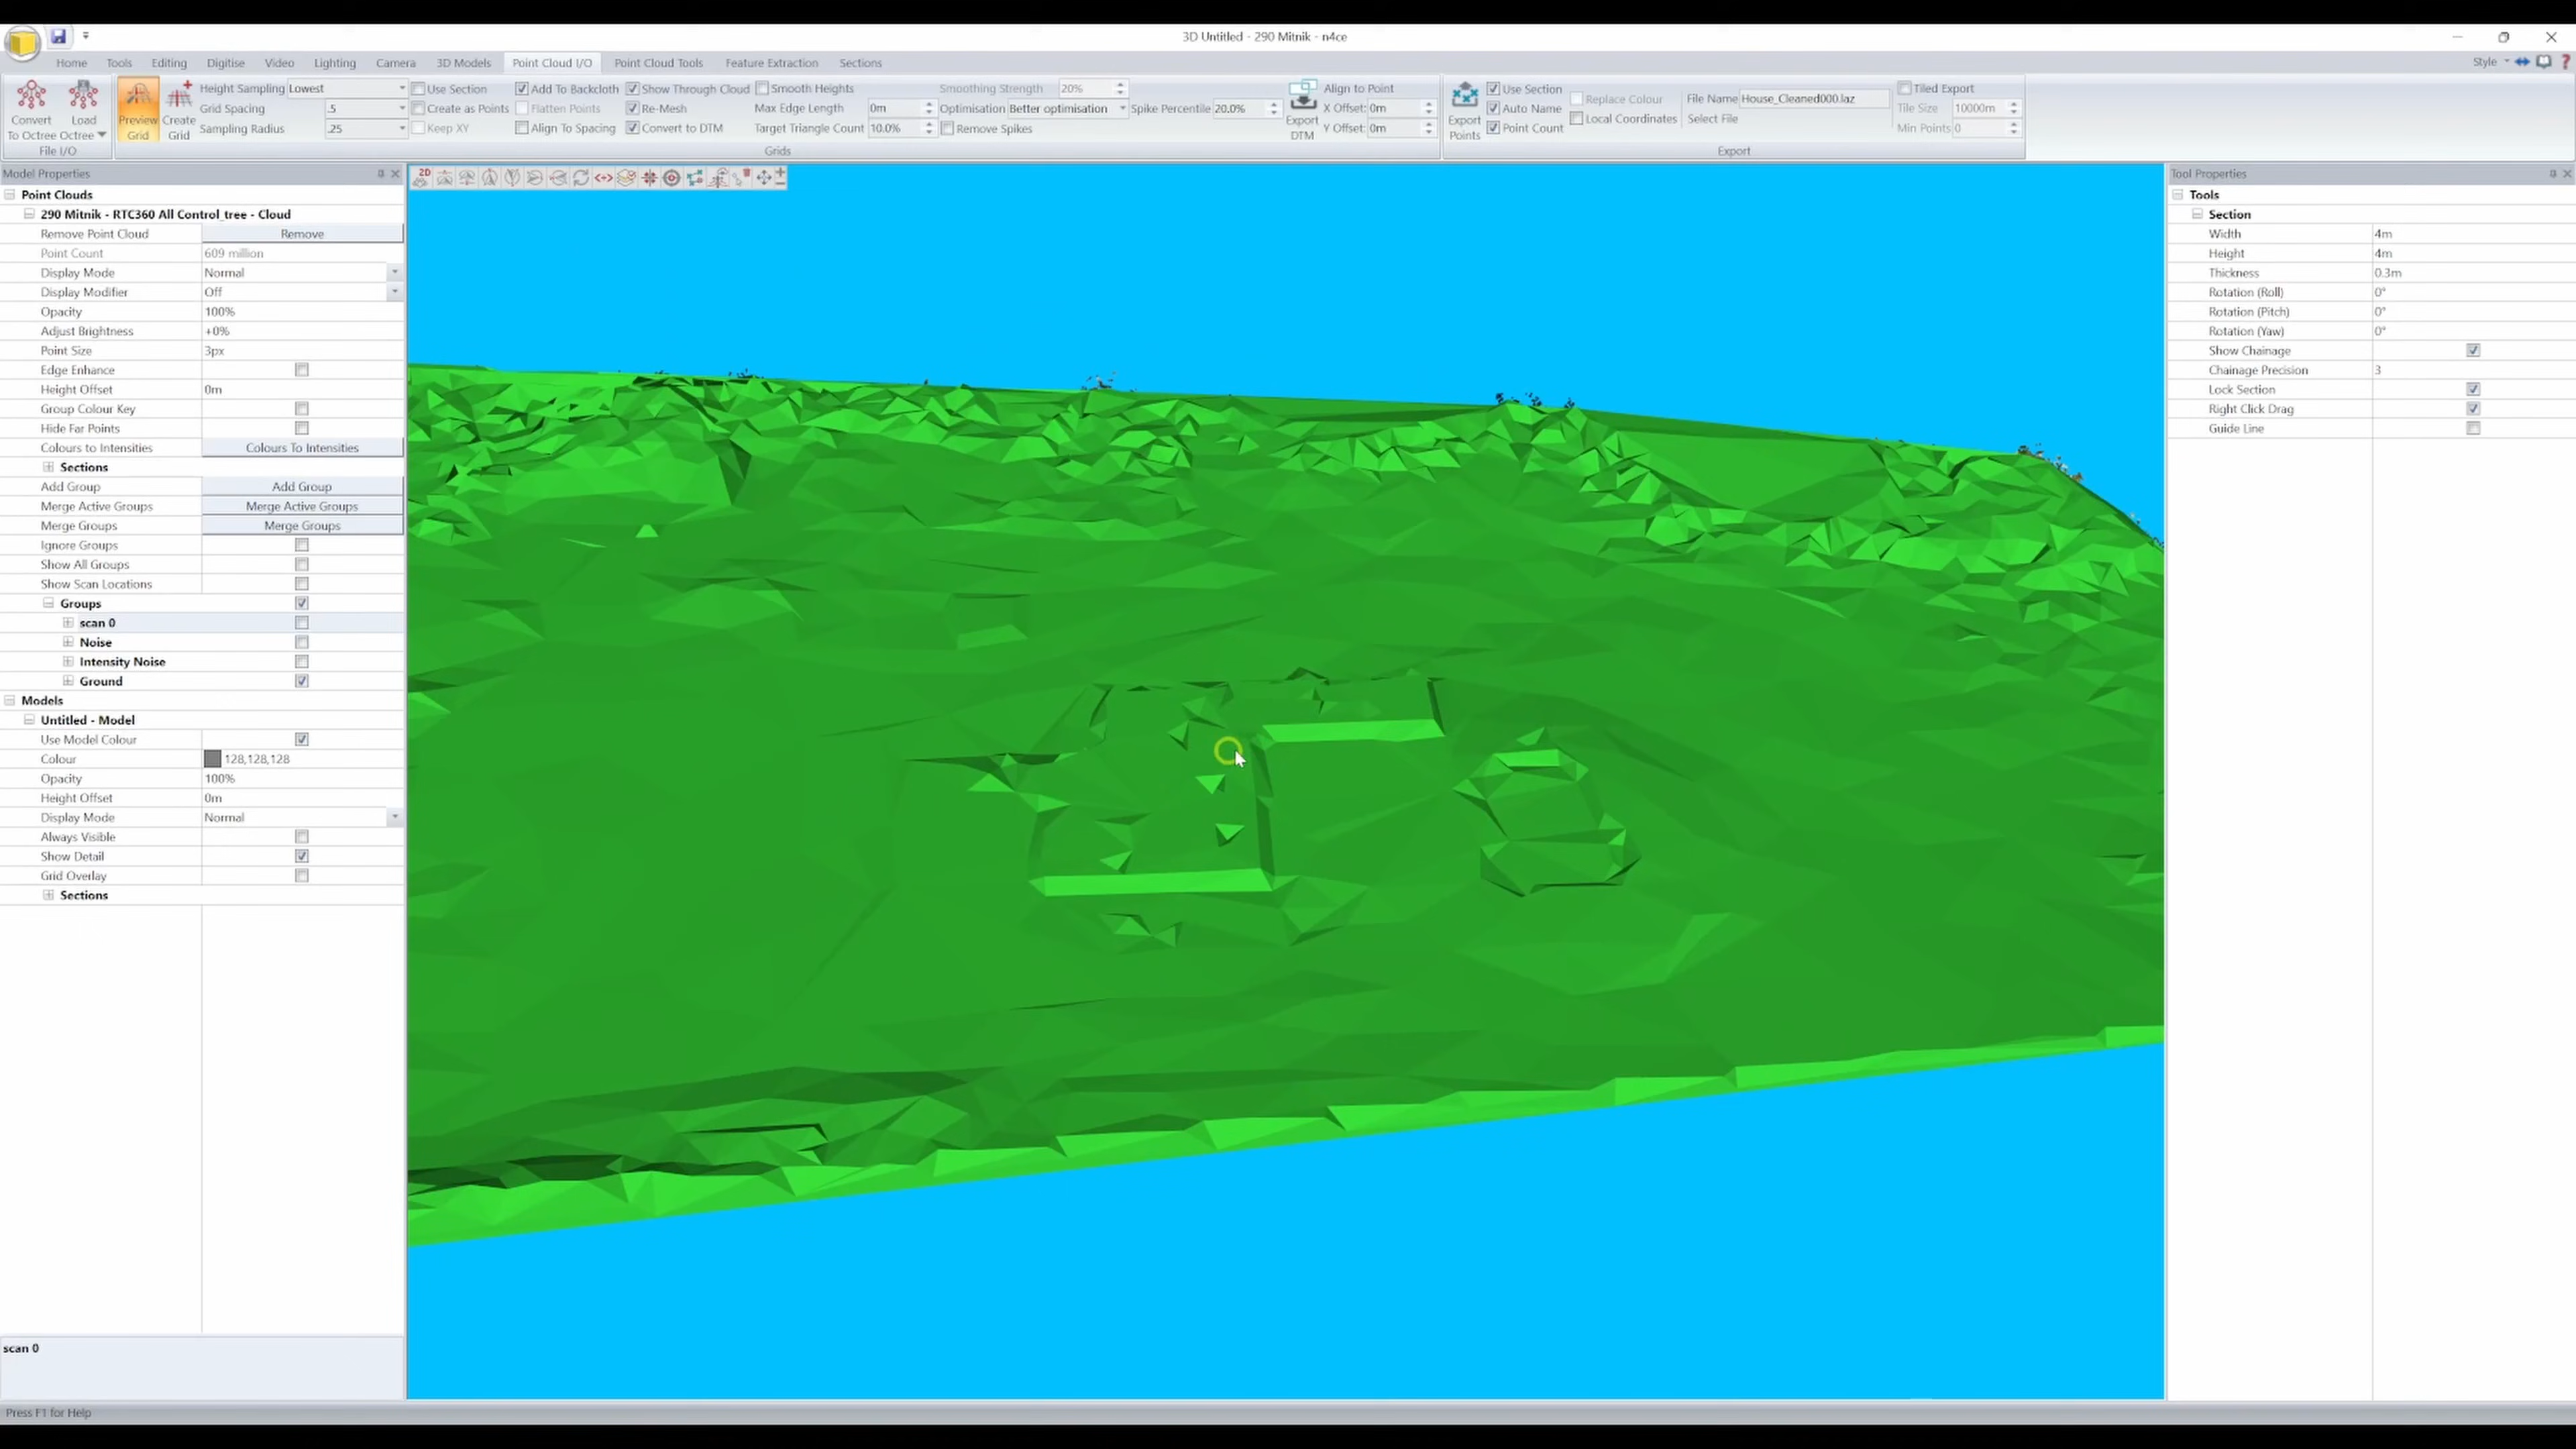 3D Untitled - 290 Mitnik - n4ce
Home Tools Editing Digitise Video Lighting Camera 3D Models Point Cloud I/O Point Cloud Tools Feature Extraction Sections Style
Convert To Octree
Load Octree
File I/O
Preview Grid
Create Grid
Height Sampling Lowest
Grid Spacing .5
Sampling Radius .25
Use Section
Create as Points
Keep XY
Add To Backcloth
Flatten Points
Align To Spacing
Show Through Cloud
Re-Mesh
Convert to DTM
Smooth Heights
Max Edge Length 0m
Target Triangle Count 10.0%
Smoothing Strength 20%
Optimisation Better optimisation
Remove Spikes
Spike Percentile 20.0%
Export DTM
Align to Point
X Offset: 0m
Y Offset: 0m
Grids
Export Points
Use Section
Auto Name
Point Count
Replace Colour
Local Coordinates
File Name House_Cleaned000.laz
Select File
Tiled Export
Tile Size 10000m
Min Points 0
Export
Model Properties
Point Clouds
290 Mitnik - RTC360 All Control_tree - Cloud
Remove Point Cloud Remove
Point Count 609 million
Display Mode Normal
Display Modifier Off
Opacity 100%
Adjust Brightness +0%
Point Size 3px
Edge Enhance
Height Offset 0m
Group Colour Key
Hide Far Points
Colours to Intensities Colours To Intensities
Sections
Add Group Add Group
Merge Active Groups Merge Active Groups
Merge Groups Merge Groups
Ignore Groups
Show All Groups
Show Scan Locations
Groups
scan 0
Noise
Intensity Noise
Ground
Models
Untitled - Model
Use Model Colour
Colour 128,128,128
Opacity 100%
Height Offset 0m
Display Mode Normal
Always Visible
Show Detail
Grid Overlay
Sections
scan 0
Press F1 for Help
2D
Tool Properties
Tools
Section
Width 4m
Height 4m
Thickness 0.3m
Rotation (Roll) 0°
Rotation (Pitch) 0°
Rotation (Yaw) 0°
Show Chainage
Chainage Precision 3
Lock Section
Right Click Drag
Guide Line